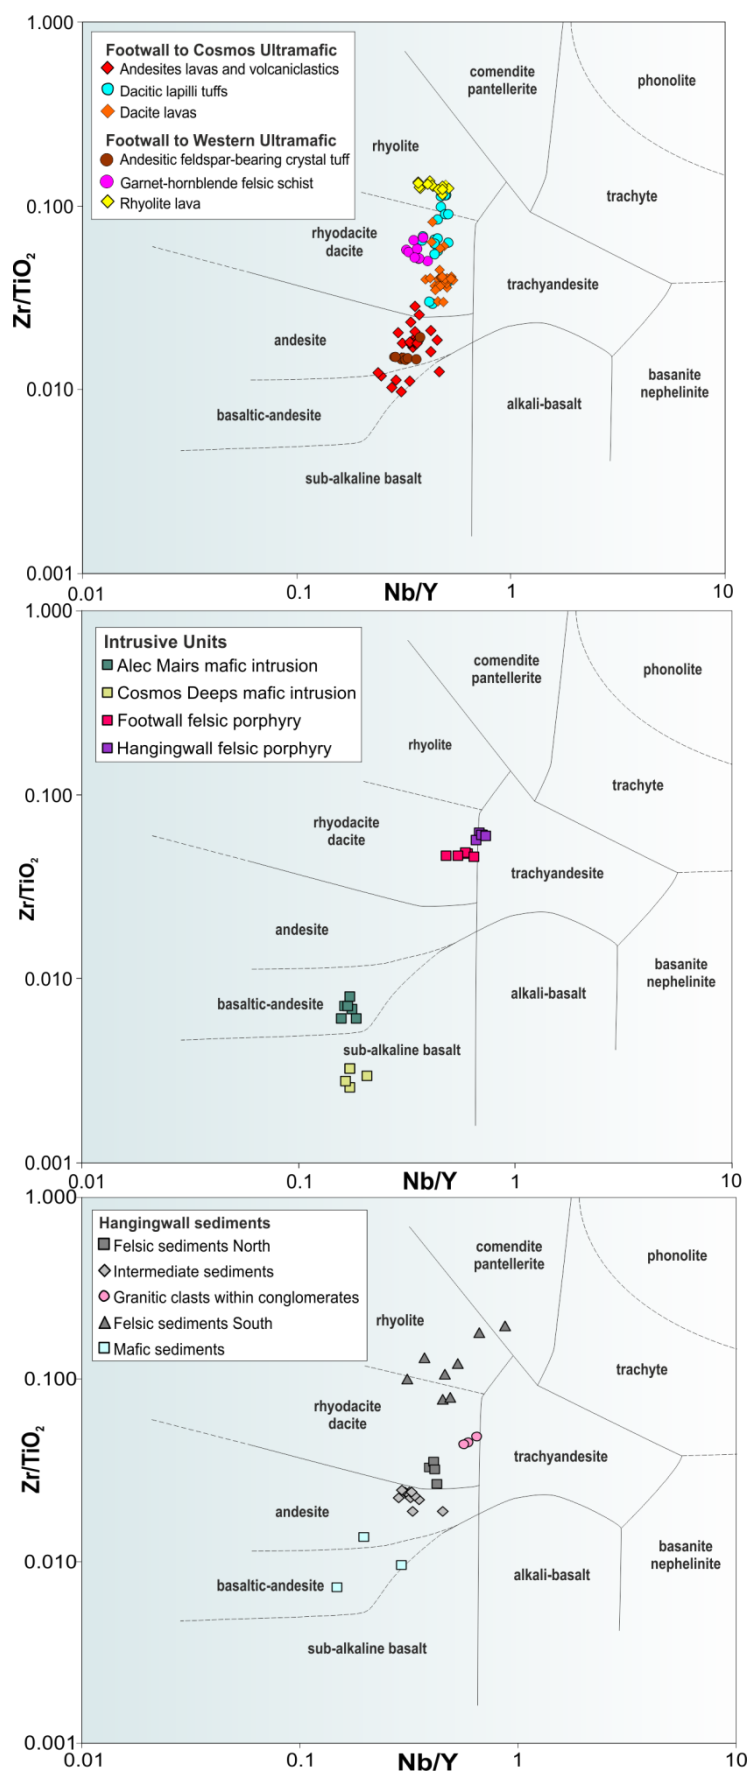 1.000
Footwall to Cosmos Ultramafic
Andesites lavas and volcaniclastics
Dacitic lapilli tuffs
Dacite lavas
Footwall to Western Ultramafic
Andesitic feldspar-bearing crystal tuff
Garnet-hornblende felsic schist
Rhyolite lava
comendite
pantellerite
phonolite
rhyolite
trachyte
0.100
rhyodacite
dacite
trachyandesite
Zr/TiO2
andesite
0.010
basaltic-andesite
alkali-basalt
basanite
nephelinite
sub-alkaline basalt
0.001
0.01
0.1
Nb/Y
1
10
1.000
Intrusive Units
Alec Mairs mafic intrusion
Cosmos Deeps mafic intrusion
Footwall felsic porphyry
Hangingwall felsic porphyry
comendite
pantellerite
phonolite
rhyolite
trachyte
0.100
rhyodacite
dacite
trachyandesite
Zr/TiO2
andesite
0.010
basaltic-andesite
alkali-basalt
basanite
nephelinite
sub-alkaline basalt
0.001
0.01
0.1
Nb/Y
1
10
1.000
Hangingwall sediments
Felsic sediments North
Intermediate sediments
Granitic clasts within conglomerates
Felsic sediments South
Mafic sediments
comendite
pantellerite
phonolite
rhyolite
trachyte
0.100
rhyodacite
dacite
trachyandesite
Zr/TiO2
andesite
0.010
basaltic-andesite
alkali-basalt
basanite
nephelinite
sub-alkaline basalt
0.001
0.01
0.1
Nb/Y
1
10